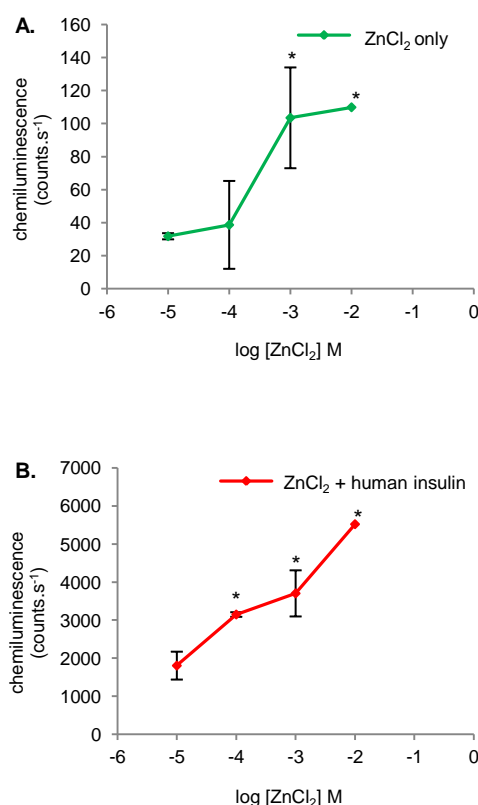 A.
160
140
120
100
80
60
40
20
0
chemiluminescence
(counts.s⁻¹)
* *
ZnCl₂ only
-6 -5 -4 -3 -2 -1 0
log [ZnCl₂] M
B.
7000
6000
5000
4000
3000
2000
1000
0
chemiluminescence
(counts.s⁻¹)
* * *
ZnCl₂ + human insulin
-6 -5 -4 -3 -2 -1 0
log [ZnCl₂] M